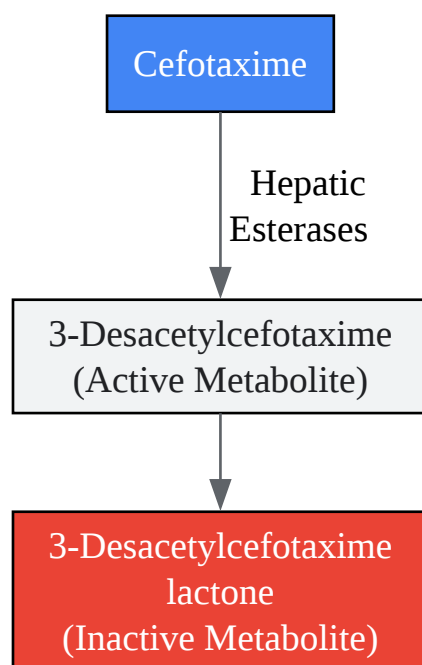 Cefotaxime
Hepatic
Esterases
3-Desacetylcefotaxime
(Active Metabolite)
3-Desacetylcefotaxime
lactone
(Inactive Metabolite)